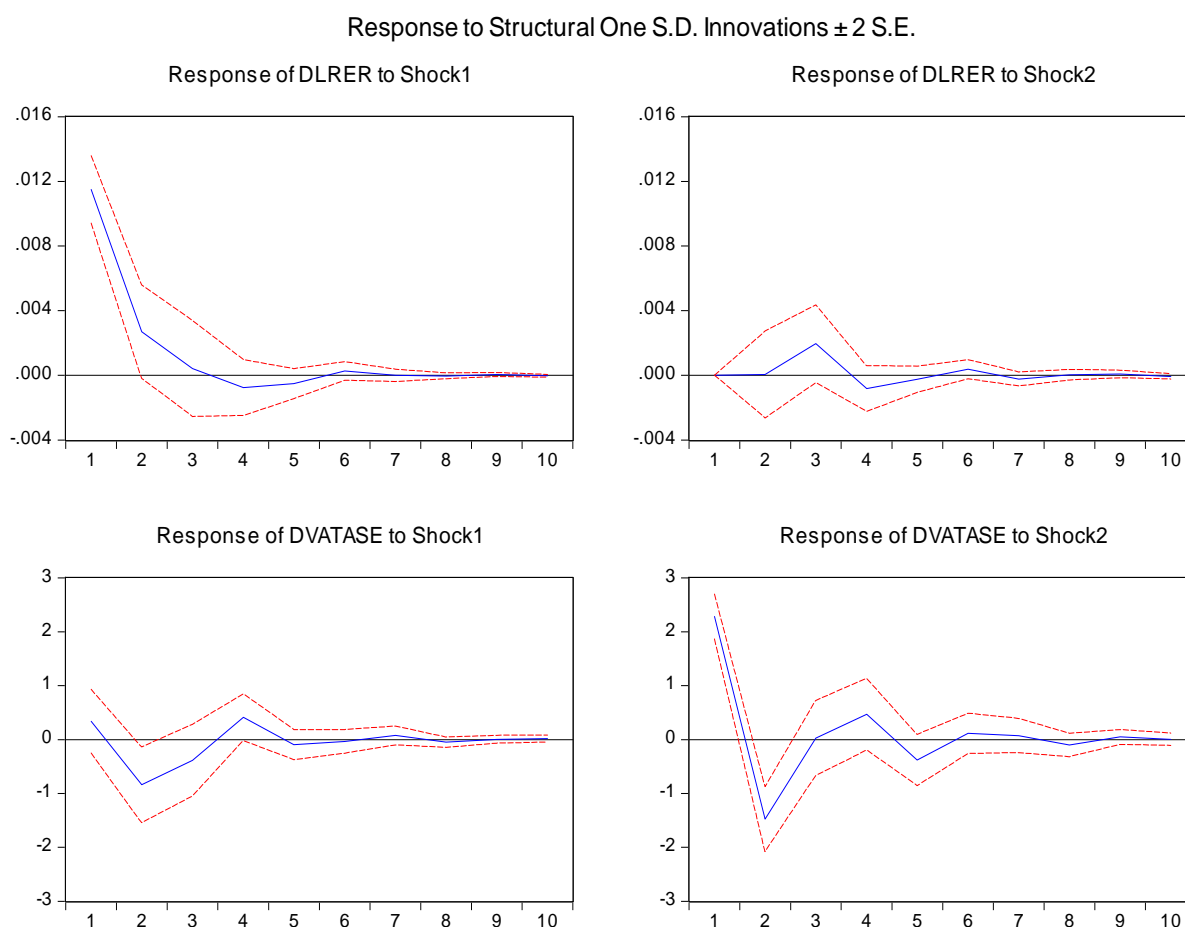 Response to Structural One S.D. Innovations ± 2 S.E.
Response of DLRER to Shock1
.016
.012
.008
.004
.000
-.004
1 2 3 4 5 6 7 8 9 10
Response of DLRER to Shock2
.016
.012
.008
.004
.000
-.004
1 2 3 4 5 6 7 8 9 10
Response of DVATASE to Shock1
3
2
1
0
-1
-2
-3
1 2 3 4 5 6 7 8 9 10
Response of DVATASE to Shock2
3
2
1
0
-1
-2
-3
1 2 3 4 5 6 7 8 9 10